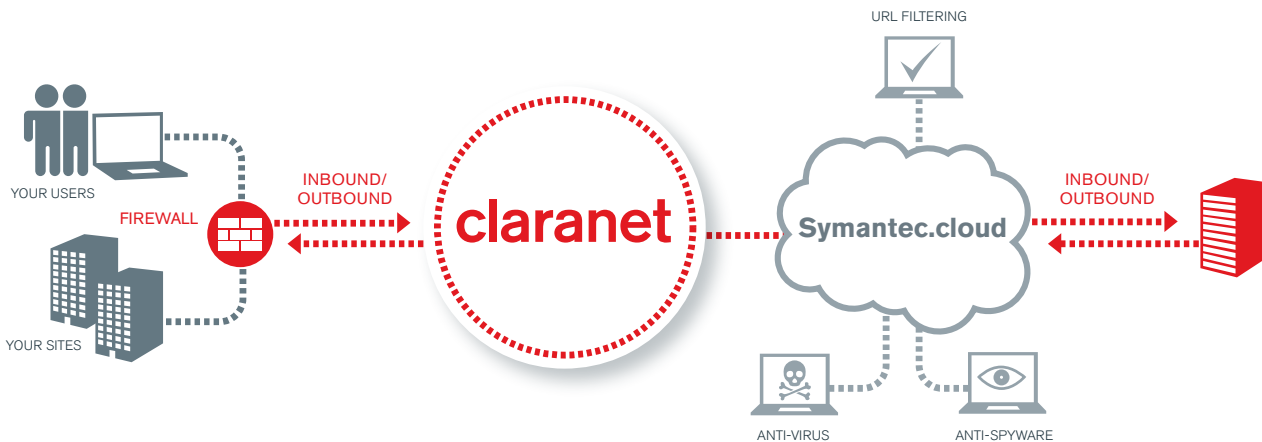 URL FILTERING
YOUR USERS
FIREWALL
INBOUND/
OUTBOUND
claranet
Symantec.cloud
INBOUND/
OUTBOUND
YOUR SITES
ANTI-VIRUS
ANTI-SPYWARE